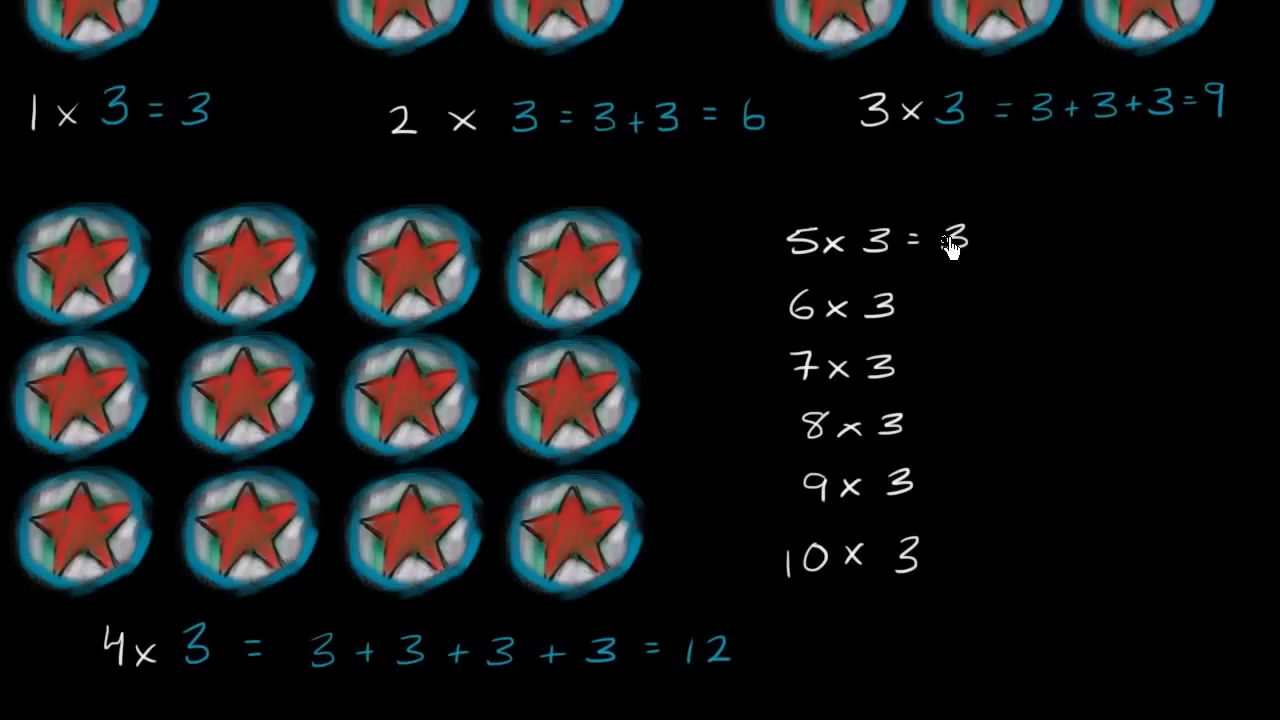 1 x 3 = 3
2 x 3 = 3 + 3 = 6
3 x 3 = 3 + 3 + 3 = 9
5 x 3 = 3
6 x 3
7 x 3
8 x 3
9 x 3
10 x 3
4 x 3 = 3 + 3 + 3 + 3 = 12